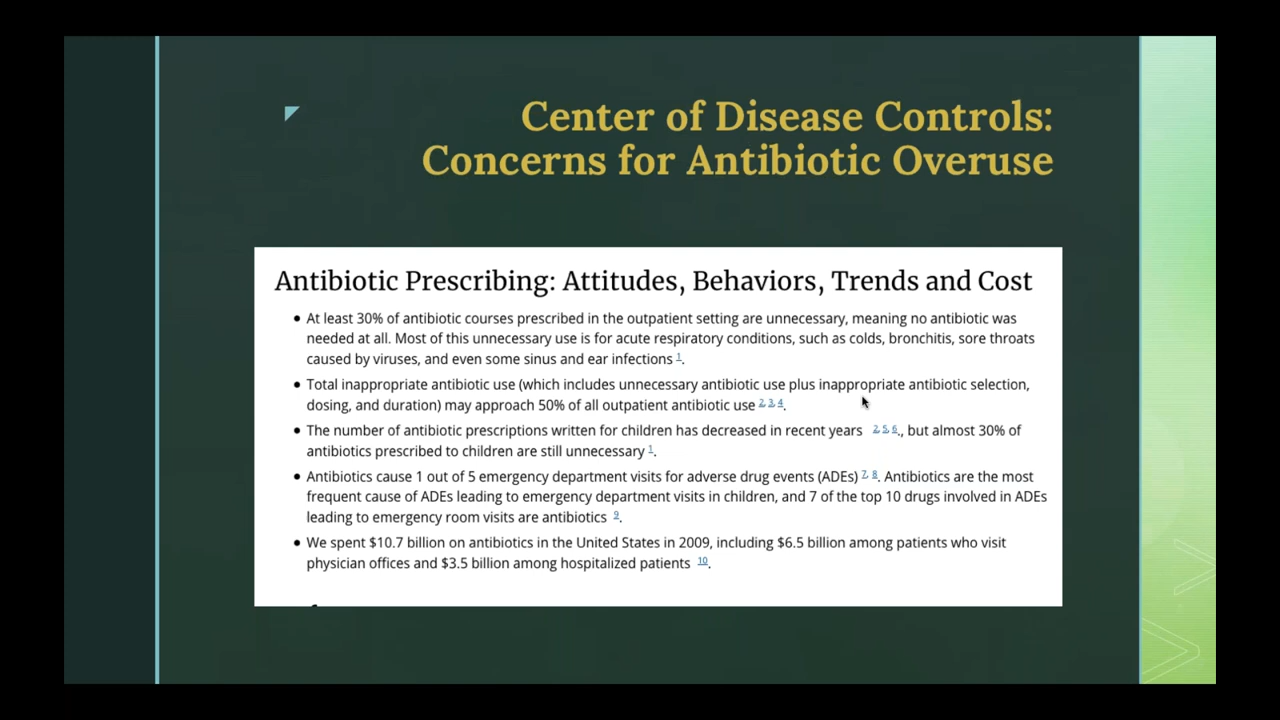 Center of Disease Controls:
Concerns for Antibiotic Overuse
Antibiotic Prescribing: Attitudes, Behaviors, Trends and Cost
• At least 30% of antibiotic courses prescribed in the outpatient setting are unnecessary, meaning no antibiotic was
needed at all. Most of this unnecessary use is for acute respiratory conditions, such as colds, bronchitis, sore throats
caused by viruses, and even some sinus and ear infections 1.
• Total inappropriate antibiotic use (which includes unnecessary antibiotic use plus inappropriate antibiotic selection,
dosing, and duration) may approach 50% of all outpatient antibiotic use 2,3,4.
• The number of antibiotic prescriptions written for children has decreased in recent years 2,5,6., but almost 30% of
antibiotics prescribed to children are still unnecessary 1.
• Antibiotics cause 1 out of 5 emergency department visits for adverse drug events (ADEs) 7, 8. Antibiotics are the most
frequent cause of ADEs leading to emergency department visits in children, and 7 of the top 10 drugs involved in ADEs
leading to emergency room visits are antibiotics 9.
• We spent $10.7 billion on antibiotics in the United States in 2009, including $6.5 billion among patients who visit
physician offices and $3.5 billion among hospitalized patients 10.